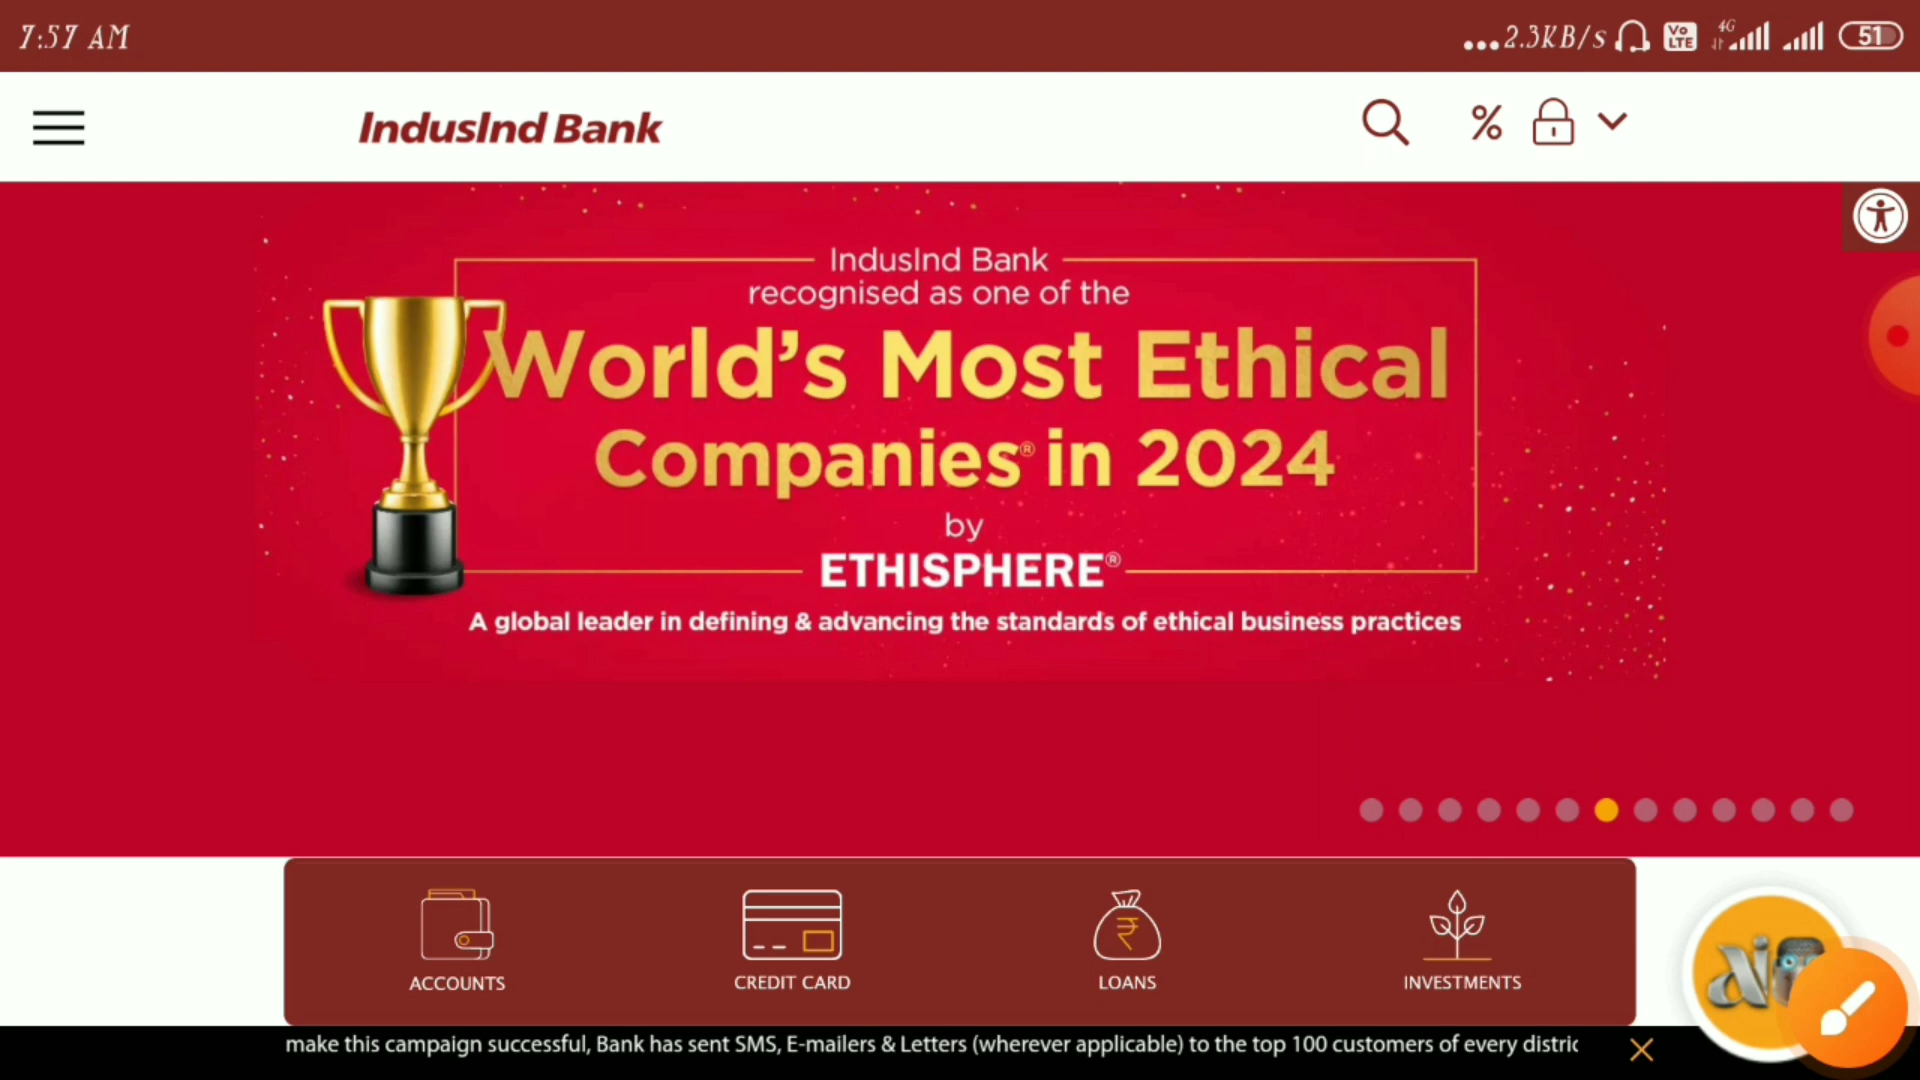 7:57 AM
...2.3KB/s
Vo
LTE
4G
51
IndusInd Bank
%
IndusInd Bank
recognised as one of the
World's Most Ethical
Companies® in 2024
by
ETHISPHERE®
A global leader in defining & advancing the standards of ethical business practices
₹
ACCOUNTS
CREDIT CARD
LOANS
INVESTMENTS
make this campaign successful, Bank has sent SMS, E-mailers & Letters (wherever applicable) to the top 100 customers of every